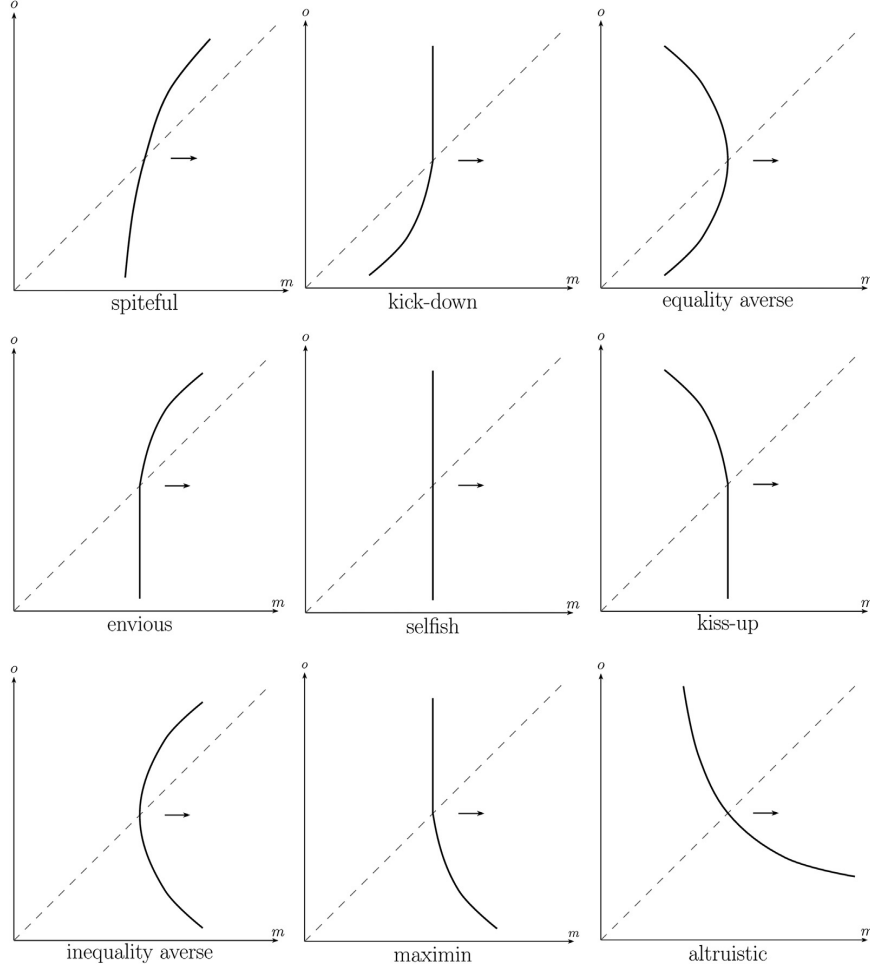 o o o
m m m
spiteful kick-down equality averse
o o o
m m m
envious selfish kiss-up
o o o
m m m
inequality averse maximin altruistic